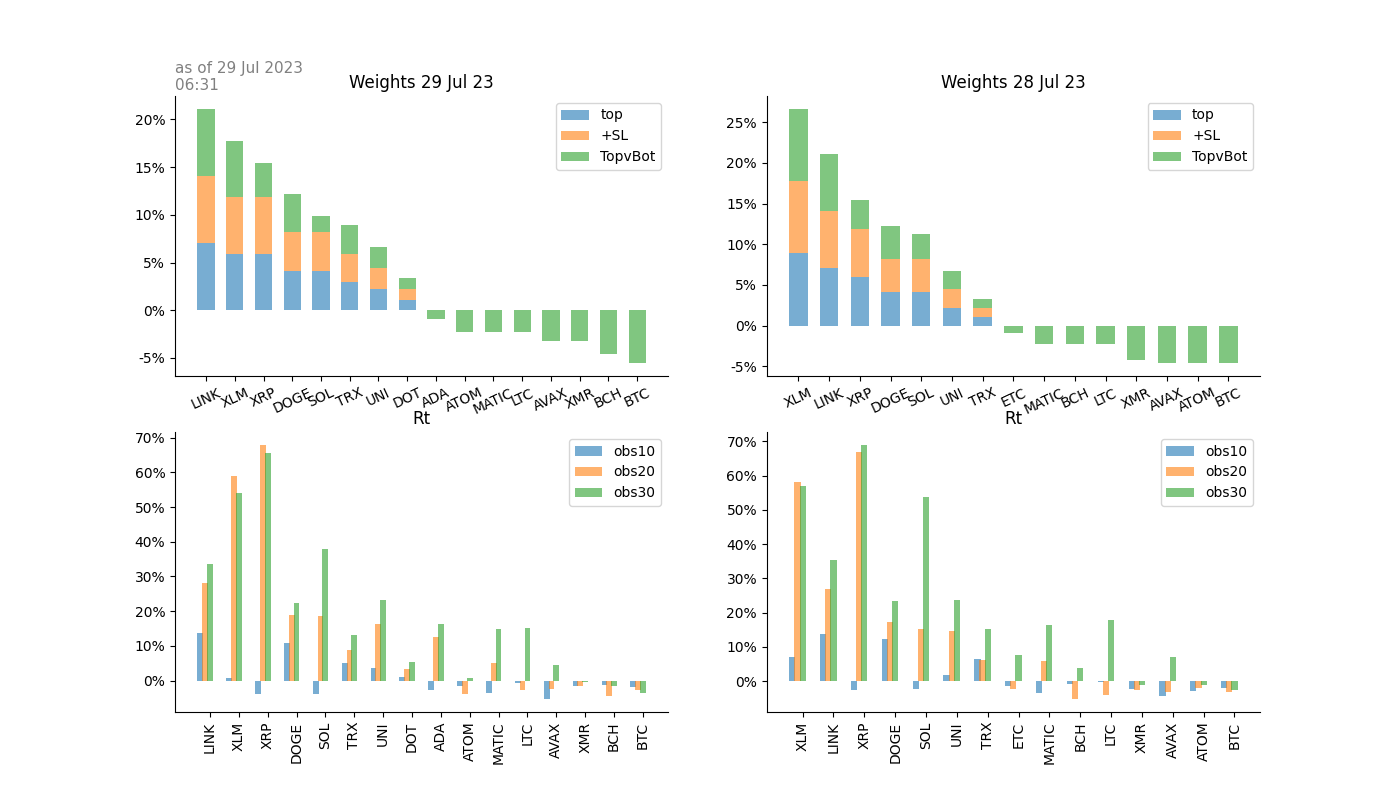 as of 29 Jul 2023
06:31
Weights 29 Jul 23
20%
15%
10%
5%
0%
-5%
top
+SL
TopvBot
LINK XLM XRP DOGE SOL TRX UNI DOT ADA ATOM MATIC LTC AVAX XMR BCH BTC
Weights 28 Jul 23
25%
20%
15%
10%
5%
0%
-5%
top
+SL
TopvBot
XLM LINK XRP DOGE SOL UNI TRX ETC MATIC BCH LTC XMR AVAX ATOM BTC
Rt
70%
60%
50%
40%
30%
20%
10%
0%
obs10
obs20
obs30
LINK XLM XRP DOGE SOL TRX UNI DOT ADA ATOM MATIC LTC AVAX XMR BCH BTC
Rt
70%
60%
50%
40%
30%
20%
10%
0%
obs10
obs20
obs30
XLM LINK XRP DOGE SOL UNI TRX ETC MATIC BCH LTC XMR AVAX ATOM BTC